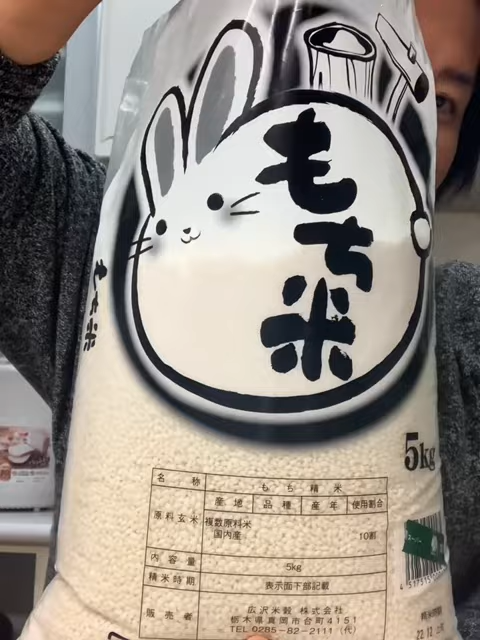 もち米
もち米
5kg
名称 もち精米
産地 品種 産年 使用割合
原料玄米 複数原料米
国内産 10割
内容量 5kg
精米時期 表示面下部記載
販売者 広沢米穀 株式会社
栃木県真岡市台町4151
TEL 0285-82-2111(代)